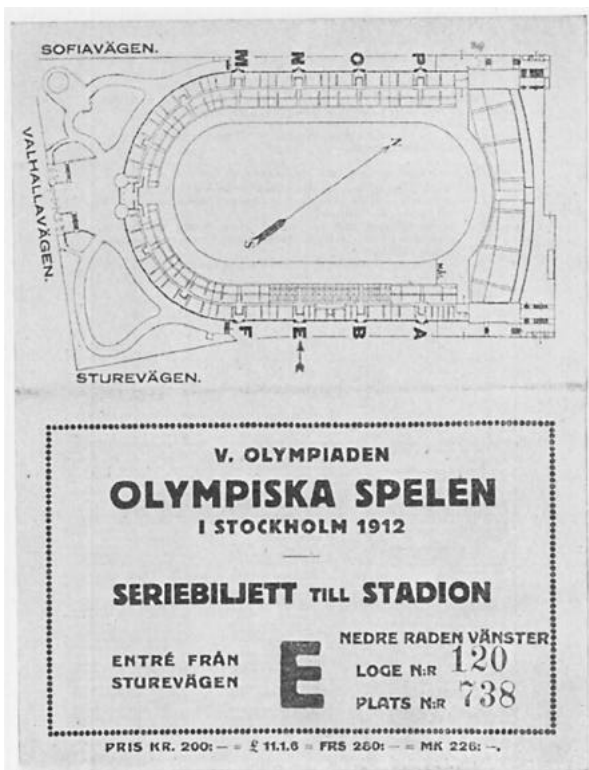 SOFIAVÄGEN.
M N O P
VALHALLAVÄGEN.
N
S
MÅL
F E B A
STUREVÄGEN.
V. OLYMPIADEN
OLYMPISKA SPELEN
I STOCKHOLM 1912
SERIEBILJETT TILL STADION
ENTRÉ FRÅN
STUREVÄGEN
E
NEDRE RADEN VÄNSTER
LOGE N:R 120
PLATS N:R 738
PRIS KR. 200: — = £ 11.1.6 = FRS 280: — = MK 226: —.